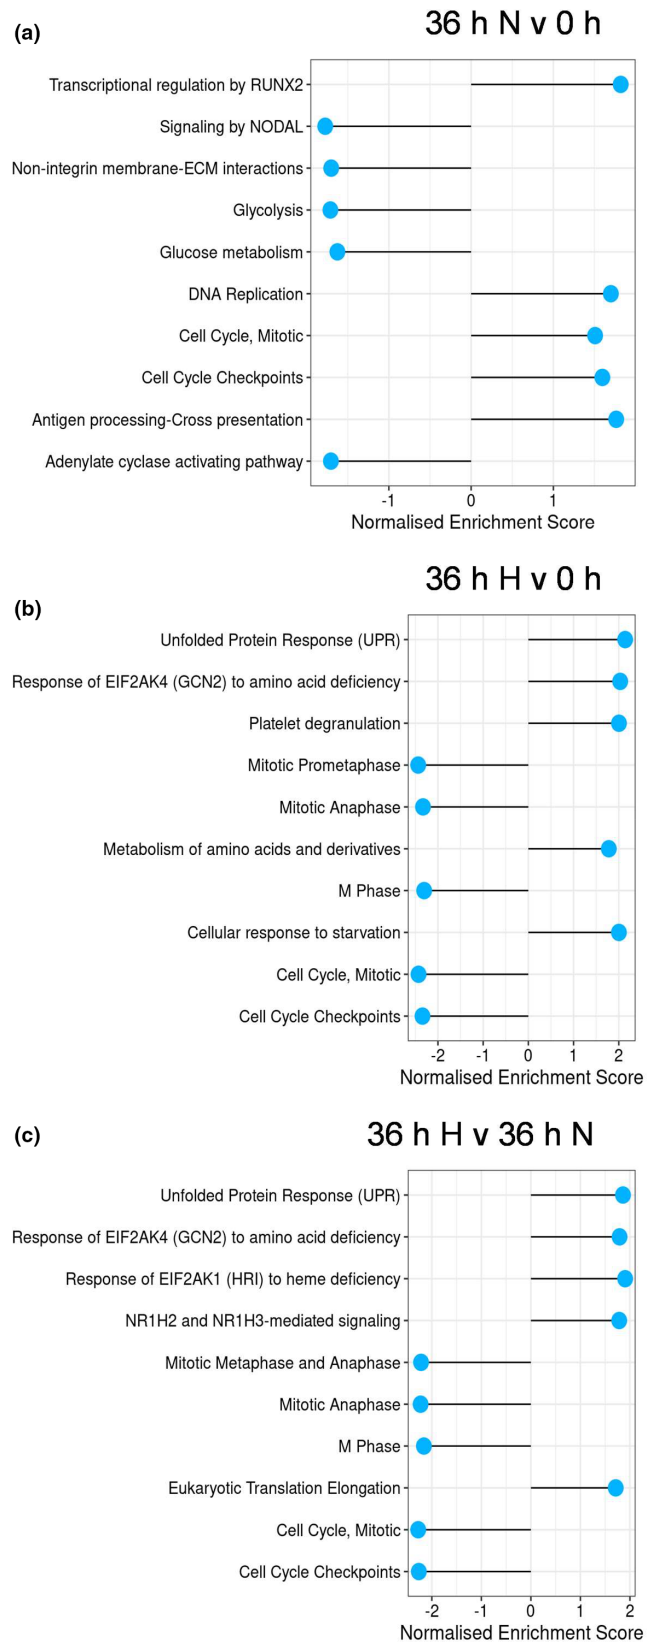 (a)
36 h N v 0 h
Transcriptional regulation by RUNX2
Signaling by NODAL
Non-integrin membrane-ECM interactions
Glycolysis
Glucose metabolism
DNA Replication
Cell Cycle, Mitotic
Cell Cycle Checkpoints
Antigen processing-Cross presentation
Adenylate cyclase activating pathway
-1 0 1
Normalised Enrichment Score
(b)
36 h H v 0 h
Unfolded Protein Response (UPR)
Response of EIF2AK4 (GCN2) to amino acid deficiency
Platelet degranulation
Mitotic Prometaphase
Mitotic Anaphase
Metabolism of amino acids and derivatives
M Phase
Cellular response to starvation
Cell Cycle, Mitotic
Cell Cycle Checkpoints
-2 -1 0 1 2
Normalised Enrichment Score
(c)
36 h H v 36 h N
Unfolded Protein Response (UPR)
Response of EIF2AK4 (GCN2) to amino acid deficiency
Response of EIF2AK1 (HRI) to heme deficiency
NR1H2 and NR1H3-mediated signaling
Mitotic Metaphase and Anaphase
Mitotic Anaphase
M Phase
Eukaryotic Translation Elongation
Cell Cycle, Mitotic
Cell Cycle Checkpoints
-2 -1 0 1 2
Normalised Enrichment Score